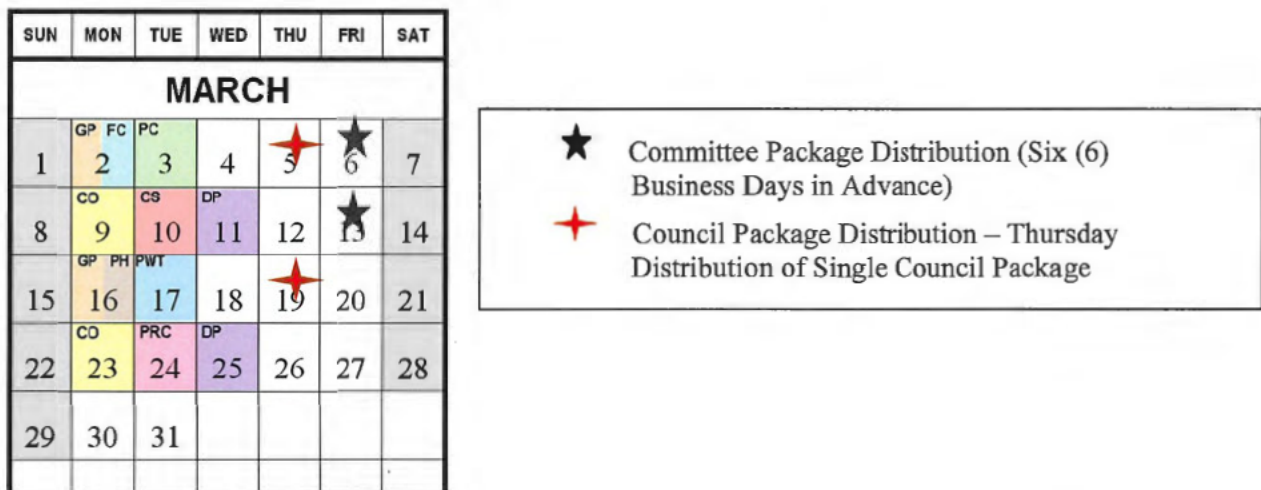 SUN MON TUE WED THU FRI SAT
MARCH
GP FC PC
1 2 3 4 5 6 7
CO CS DP
8 9 10 11 12 13 14
GP PH PWT
15 16 17 18 19 20 21
CO PRC DP
22 23 24 25 26 27 28
29 30 31
Committee Package Distribution (Six (6)
Business Days in Advance)
Council Package Distribution – Thursday
Distribution of Single Council Package